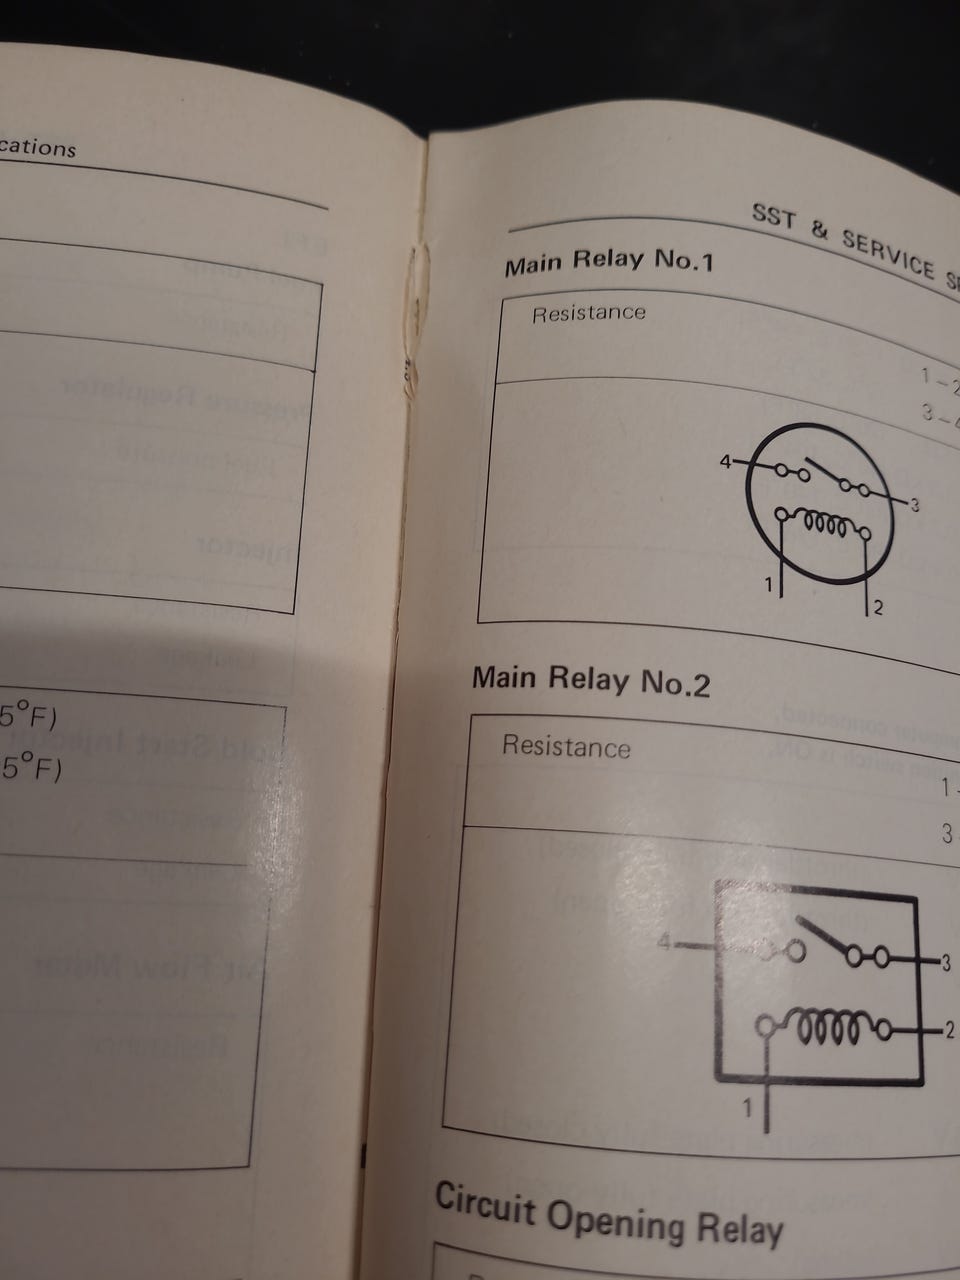 cations
5°F)
5°F)
SST & SERVICE S
Main Relay No.1
Resistance
1 – 2
3 – 4
4
3
1
2
Main Relay No.2
Resistance
1
3
4
3
2
1
Circuit Opening Relay